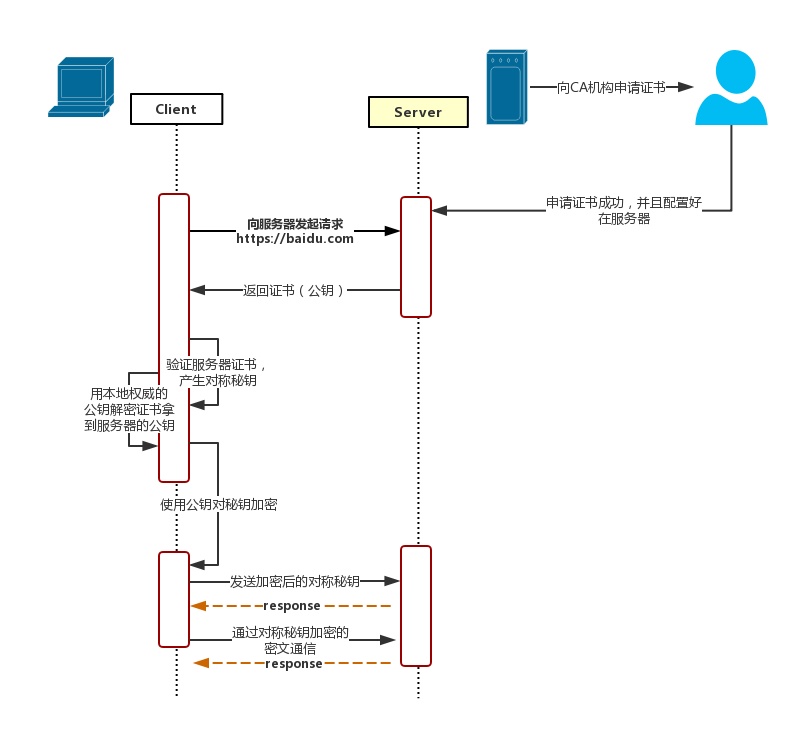 向CA机构申请证书
Client
Server
申请证书成功，并且配置好
在服务器
向服务器发起请求
https://baidu.com
返回证书（公钥）
验证服务器证书，
产生对称秘钥
用本地权威的
公钥解密证书拿
到服务器的公钥
使用公钥对秘钥加密
发送加密后的对称秘钥
response
通过对称秘钥加密的
密文通信
response